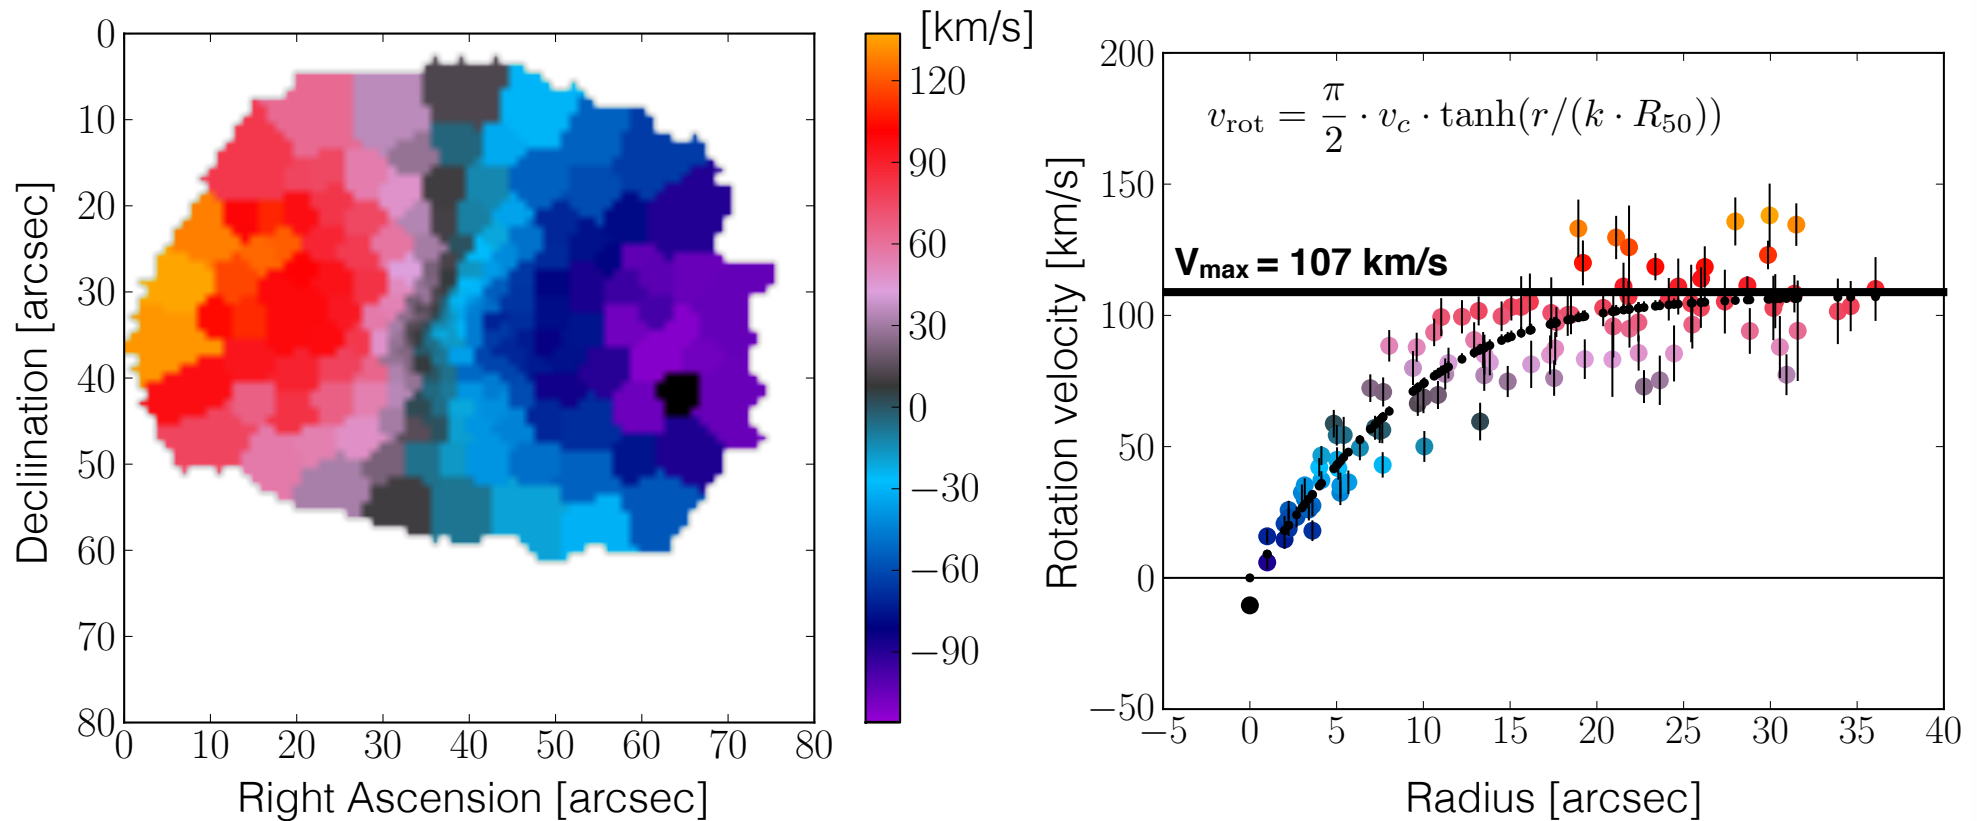 [km/s]
0
10
20
30
40
50
60
70
80
0 10 20 30 40 50 60 70 80
Decliination [arcsec]
Right Ascension [arcsec]
120
90
60
30
0
−30
−60
−90
200
150
100
50
0
−50
−5 0 5 10 15 20 25 30 35 40
Rotation velocity [km/s]
Radius [arcsec]
v_rot = π/2 · v_c · tanh(r/(k · R_50))
V_max = 107 km/s